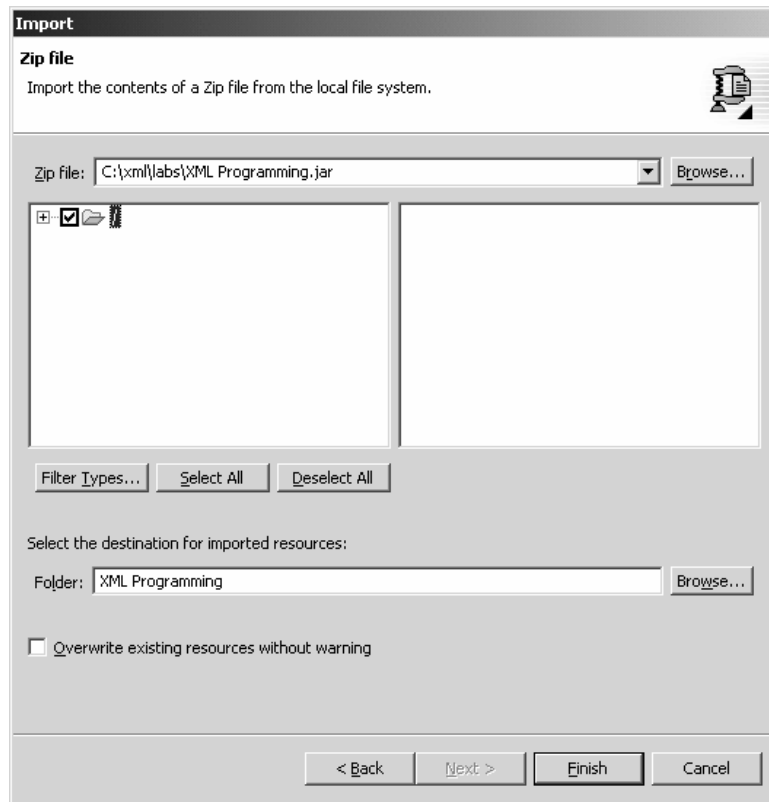 Import
Zip file
Import the contents of a Zip file from the local file system.
Zip file: C:\xml\labs\XML Programming.jar Browse...
/
Filter Types... Select All Deselect All
Select the destination for imported resources:
Folder: XML Programming Browse...
Overwrite existing resources without warning
< Back Next > Finish Cancel